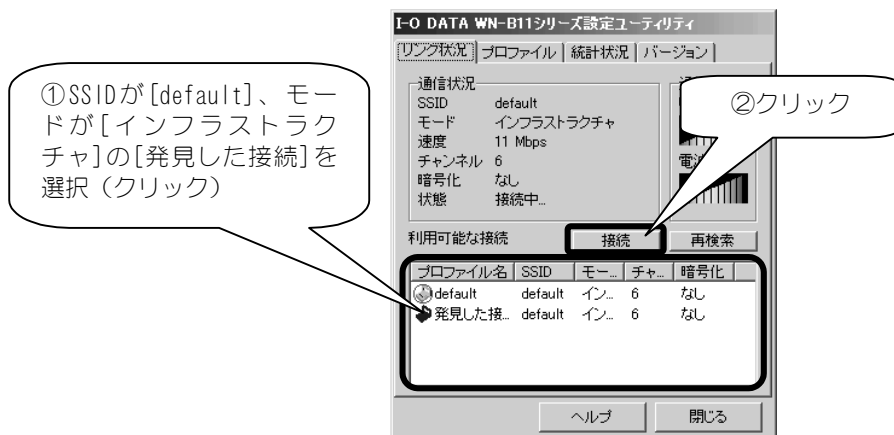 I-O DATA WN-B11シリーズ設定ユーティリティ
リンク状況 プロファイル 統計状況 バージョン
①SSIDが[default]、モー
ドが[インフラストラク
チャ]の[発見した接続]を
選択(クリック)
②クリック
通信状況
SSID default
モード インフラストラクチャ
速度 11 Mbps
チャンネル 6
暗号化 なし
状態 接続中...
利用可能な接続 接続 再検索
プロファイル名 SSID モー... チャ... 暗号化
default default イン... 6 なし
発見した接... default イン... 6 なし
ヘルプ 閉じる